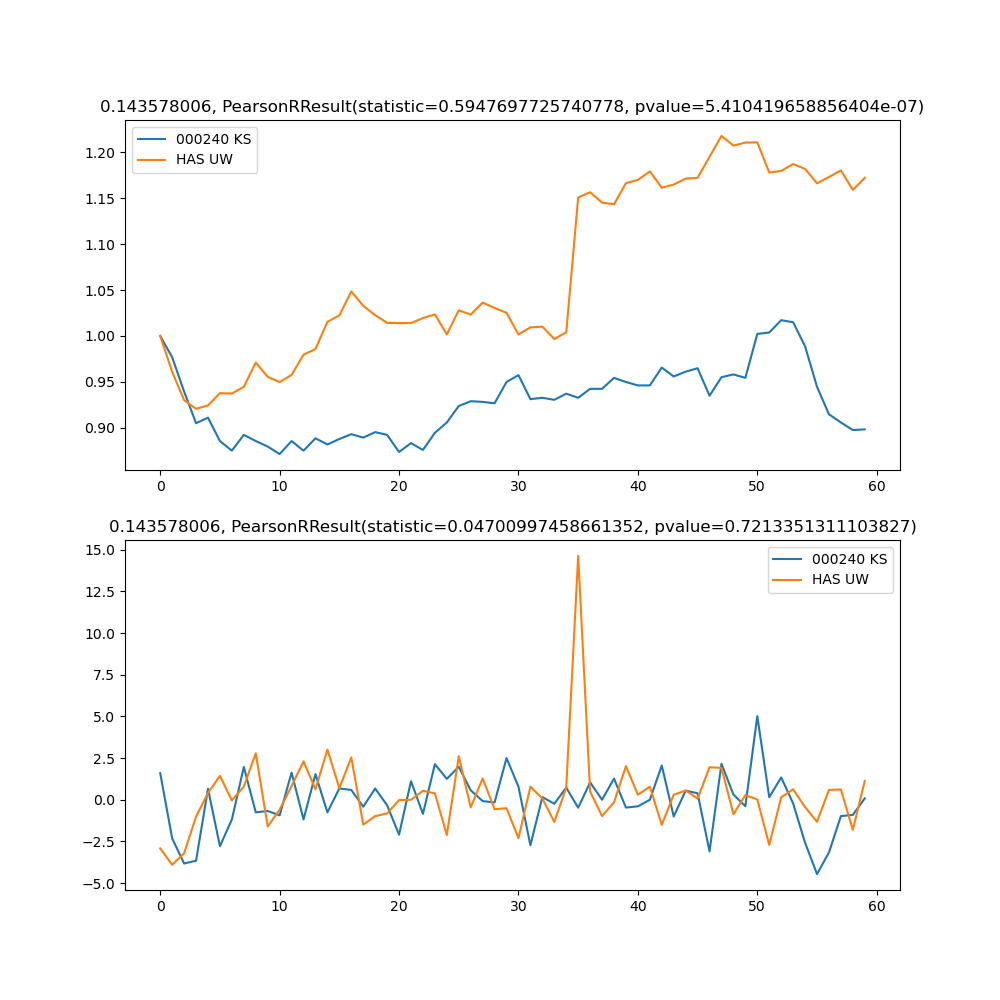 0.143578006, PearsonRResult(statistic=0.5947697725740778, pvalue=5.410419658856404e-07)
000240 KS
HAS UW
1.20
1.15
1.10
1.05
1.00
0.95
0.90
0 10 20 30 40 50 60
0.143578006, PearsonRResult(statistic=0.04700997458661352, pvalue=0.7213351311103827)
000240 KS
HAS UW
15.0
12.5
10.0
7.5
5.0
2.5
0.0
−2.5
−5.0
0 10 20 30 40 50 60